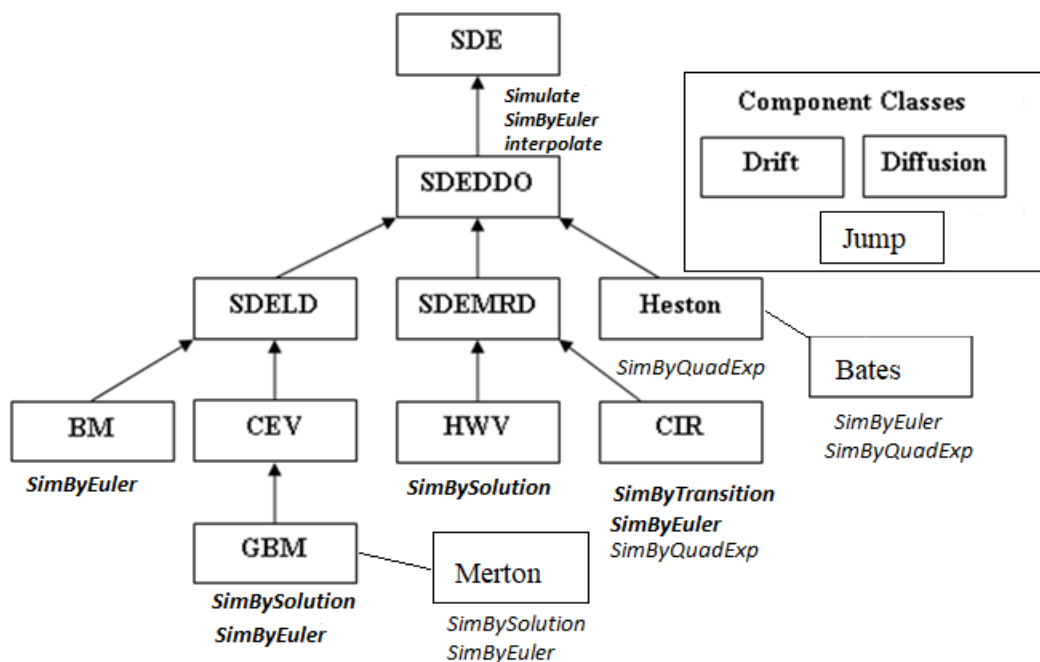 SDE
Simulate
SimByEuler
interpolate
Component Classes
Drift
Diffusion
Jump
SDEDDO
SDELD
SDEMRD
Heston
SimByQuadExp
Bates
SimByEuler
SimByQuadExp
BM
SimByEuler
CEV
HWV
SimBySolution
CIR
SimByTransition
SimByEuler
SimByQuadExp
GBM
SimBySolution
SimByEuler
Merton
SimBySolution
SimByEuler